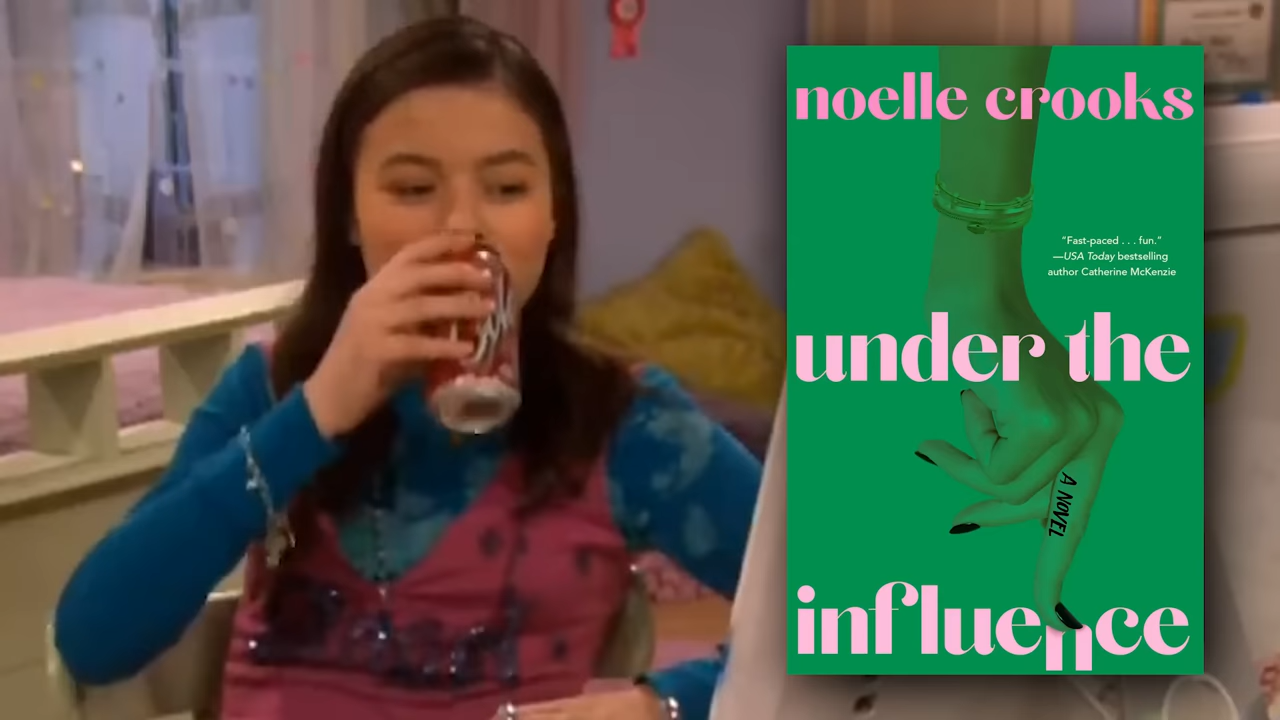 noelle crooks
"Fast-paced . . . fun."
—USA Today bestselling
author Catherine McKenzie
under the
A NOVEL
influence